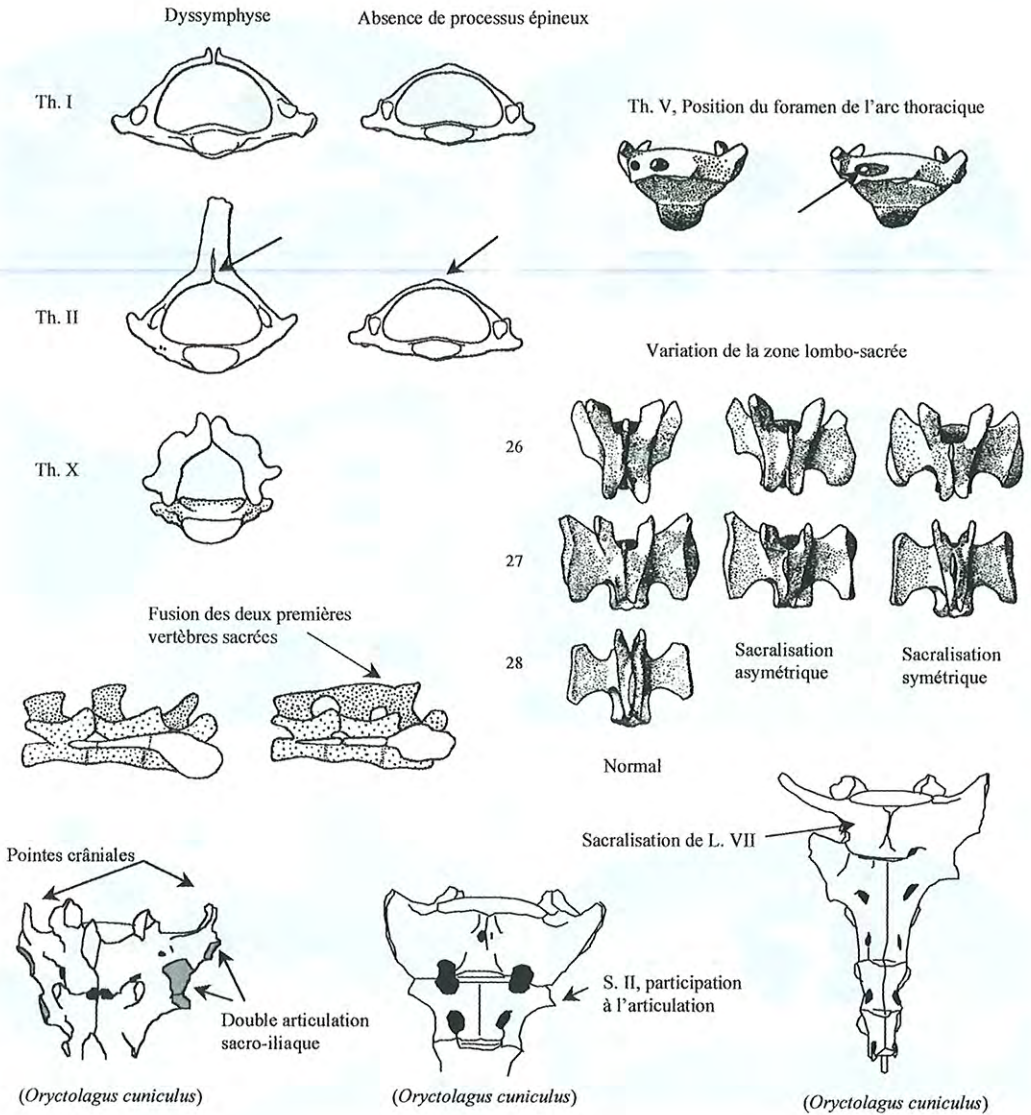 Dyssymphyse
Absence de processus épineux
Th. I
Th. V, Position du foramen de l'arc thoracique
Th. II
Variation de la zone lombo-sacrée
Th. X
26
27
28
Sacralisation
asymétrique
Sacralisation
symétrique
Normal
Fusion des deux premières
vertèbres sacrées
Sacralisation de L. VII
Pointes crâniales
Double articulation
sacro-iliaque
S. II, participation
à l'articulation
(Oryctolagus cuniculus)
(Oryctolagus cuniculus)
(Oryctolagus cuniculus)